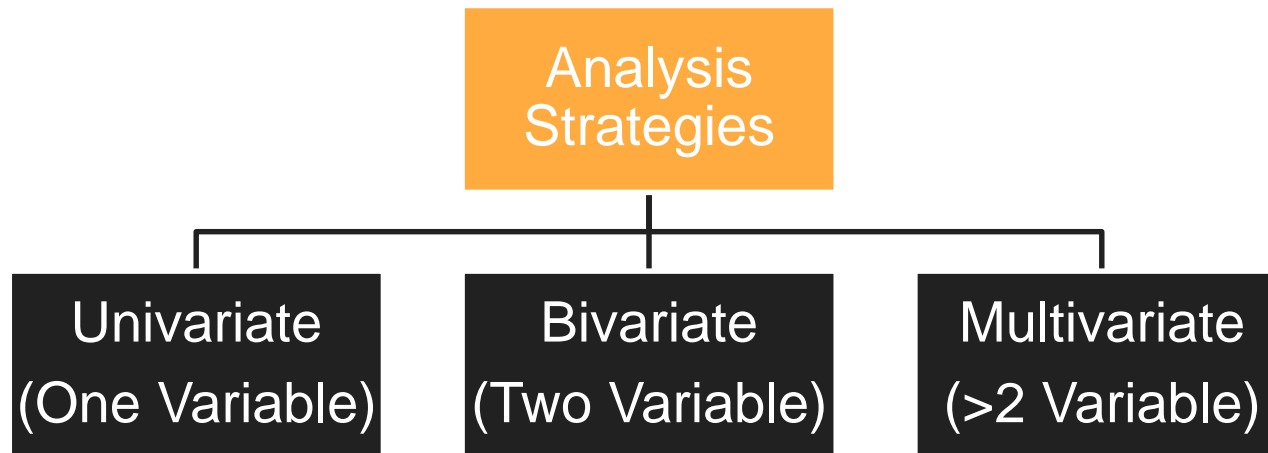 Analysis
Strategies
Univariate
(One Variable)
Bivariate
(Two Variable)
Multivariate
(>2 Variable)